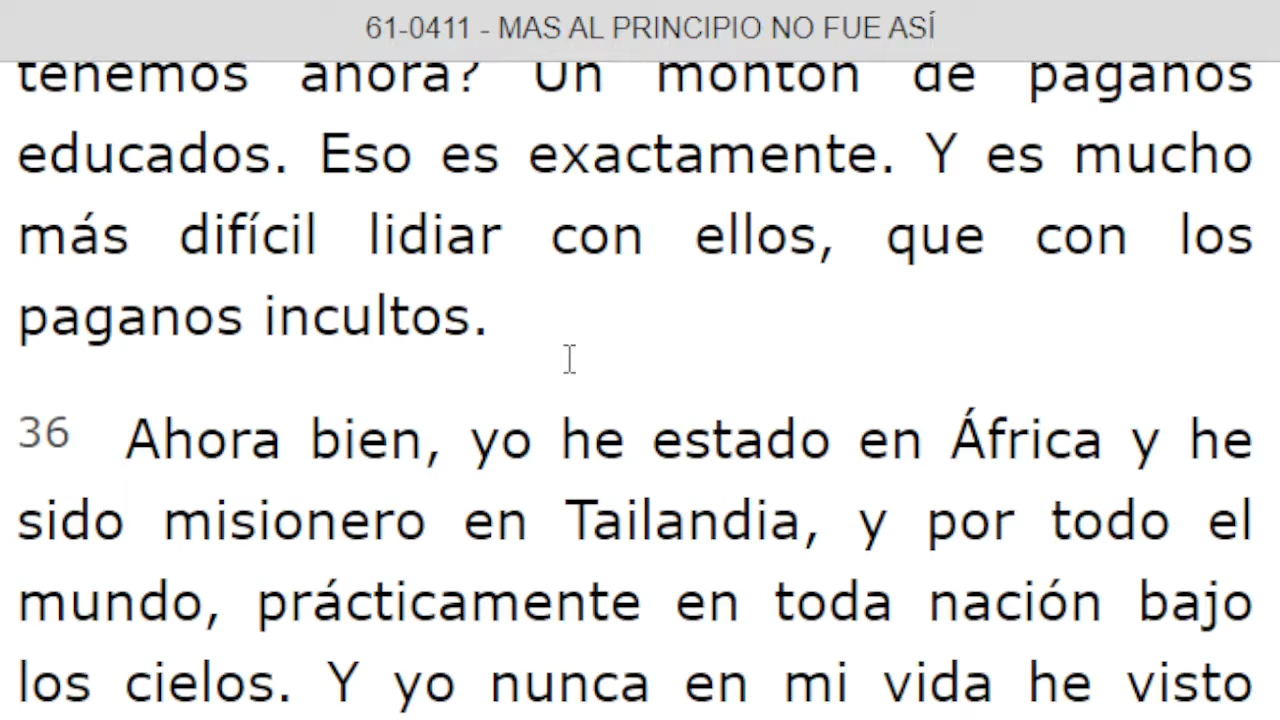 61-0411 - MAS AL PRINCIPIO NO FUE ASÍ
tenemos ahora? Un montón de paganos
educados. Eso es exactamente. Y es mucho
más difícil lidiar con ellos, que con los
paganos incultos.
36 Ahora bien, yo he estado en África y he
sido misionero en Tailandia, y por todo el
mundo, prácticamente en toda nación bajo
los cielos. Y yo nunca en mi vida he visto